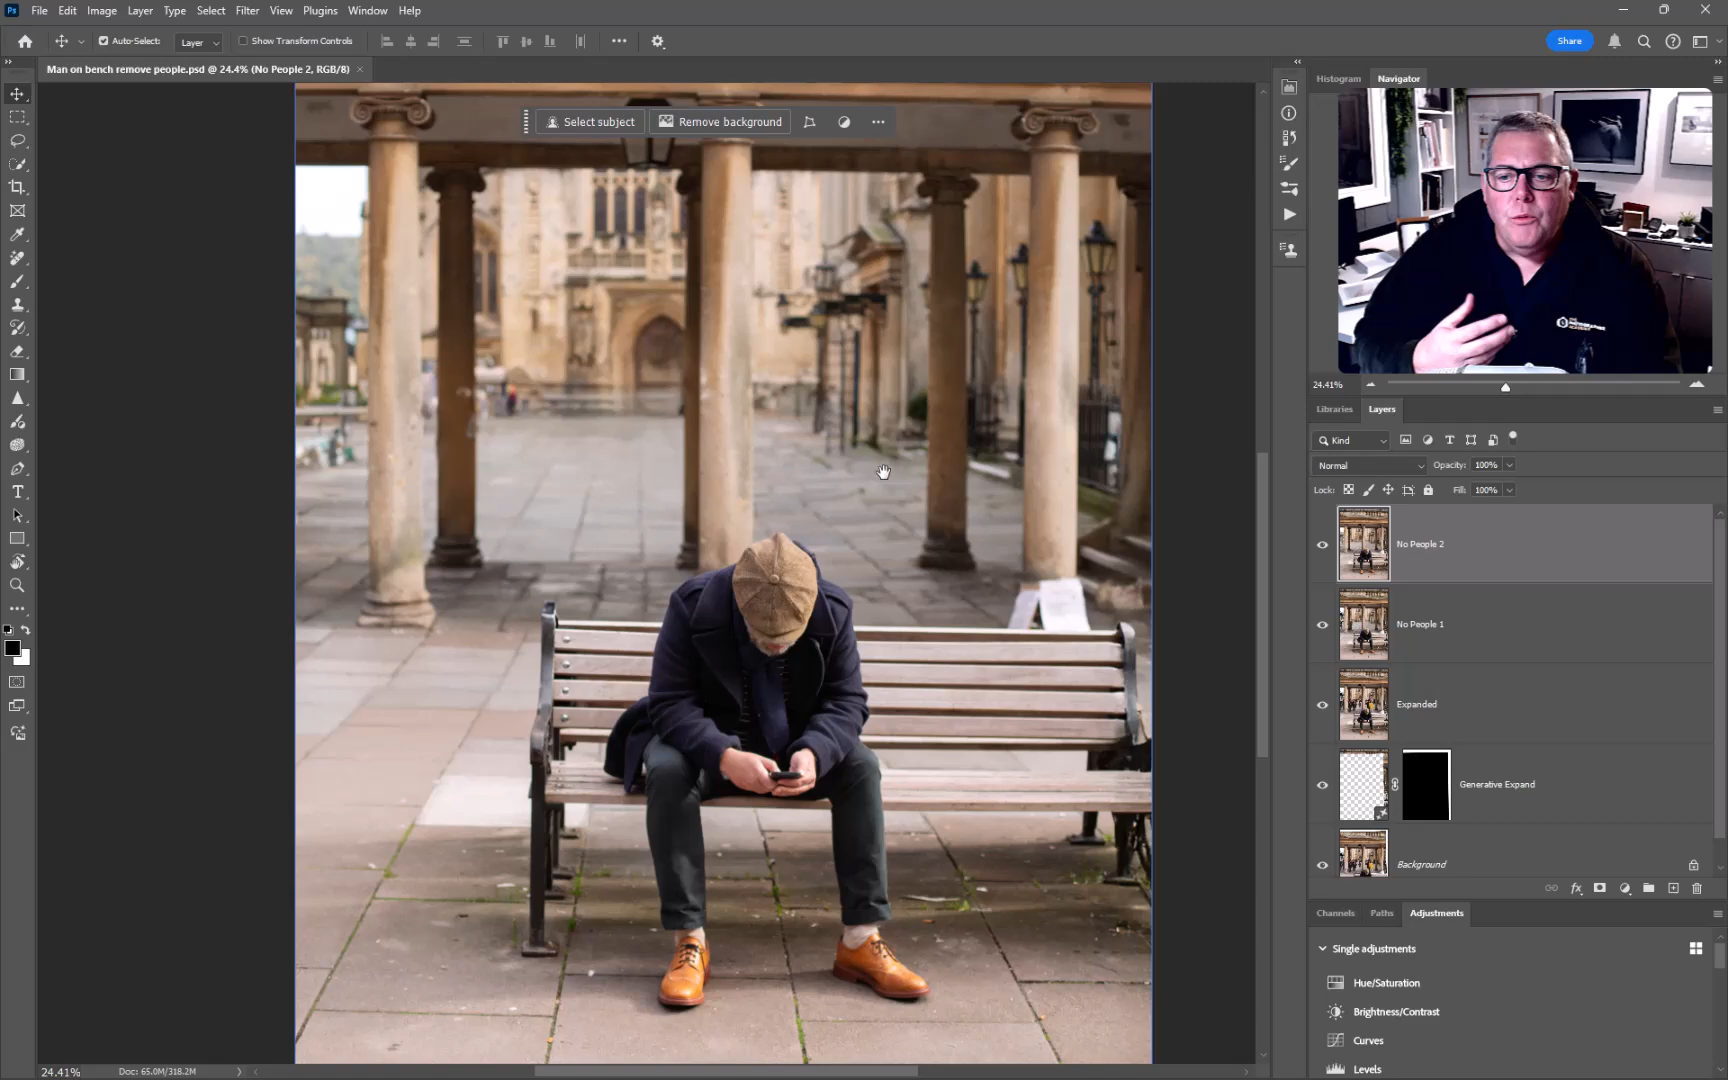 Ps File Edit Image Layer Type Select Filter View Plugins Window Help
Auto-Select: Layer Show Transform Controls Share
Man on bench remove people.psd @ 24.4% (No People 2, RGB/8)
Select subject Remove background
Histogram Navigator
24.41%
Libraries Layers
Kind
Normal Opacity: 100%
Lock: Fill: 100%
No People 2
No People 1
Expanded
Generative Expand
Background
fx
Channels Paths Adjustments
Single adjustments
Hue/Saturation
Brightness/Contrast
Curves
Levels
24.41% Doc: 65.0M/318.2M